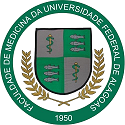 FACULDADE DE MEDICINA DA UNIVERSIDADE FEDERAL DE ALAGOAS
1950